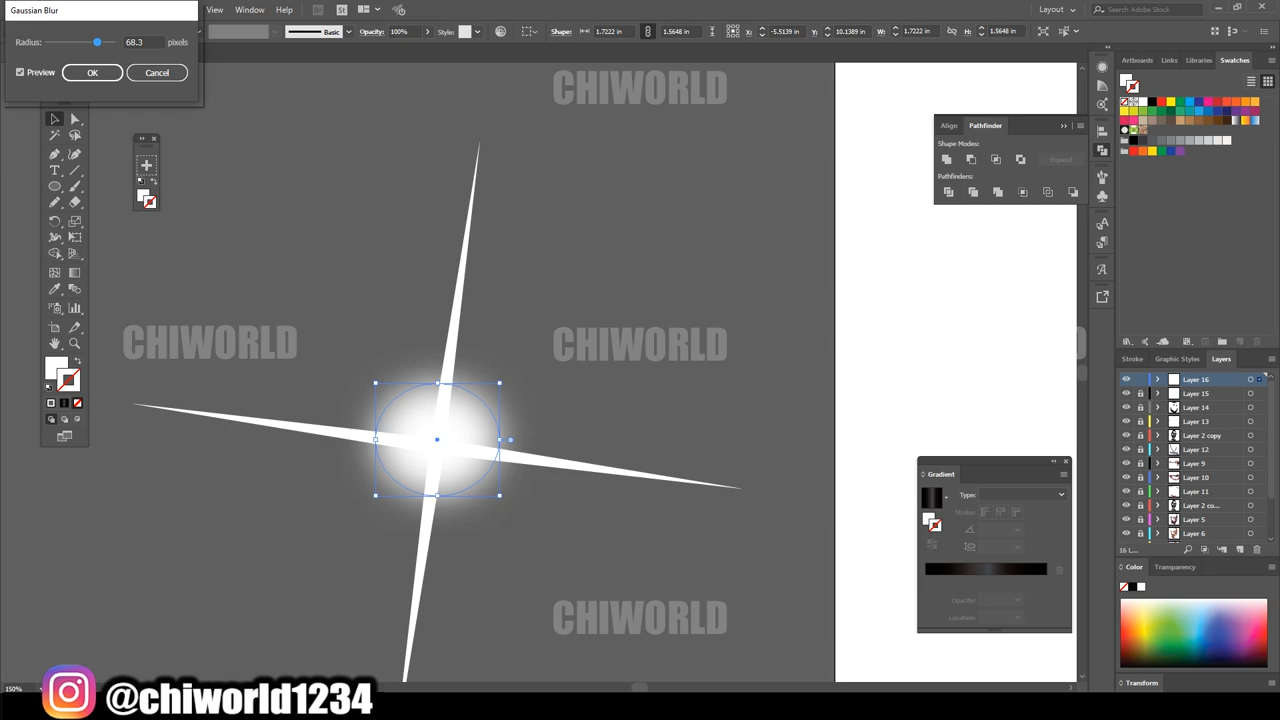 Gaussian Blur
Radius: 68.3 pixels
Preview OK Cancel
View Window Help Br St Layout Search Adobe Stock
Basic Opacity: 100% Style: Shape: 1.7222 in 1.5648 in X: -5.5139 in Y: 10.1389 in W: 1.7222 in H: 1.5648 in
Artboards Links Libraries Swatches
CHIWORLD
Align Pathfinder
Shape Modes:
Expand
Pathfinders:
CHIWORLD CHIWORLD D
Stroke Graphic Styles Layers
Layer 16
Layer 15
Layer 14
Layer 13
Layer 2 copy
Layer 12
Layer 9
Layer 10
Layer 11
Layer 2 co...
Layer 5
Layer 6
16 L...
Gradient
Type:
Stroke:
Opacity:
Location:
Color Transparency
CHIWORLD
Transform
150%
@chiworld1234